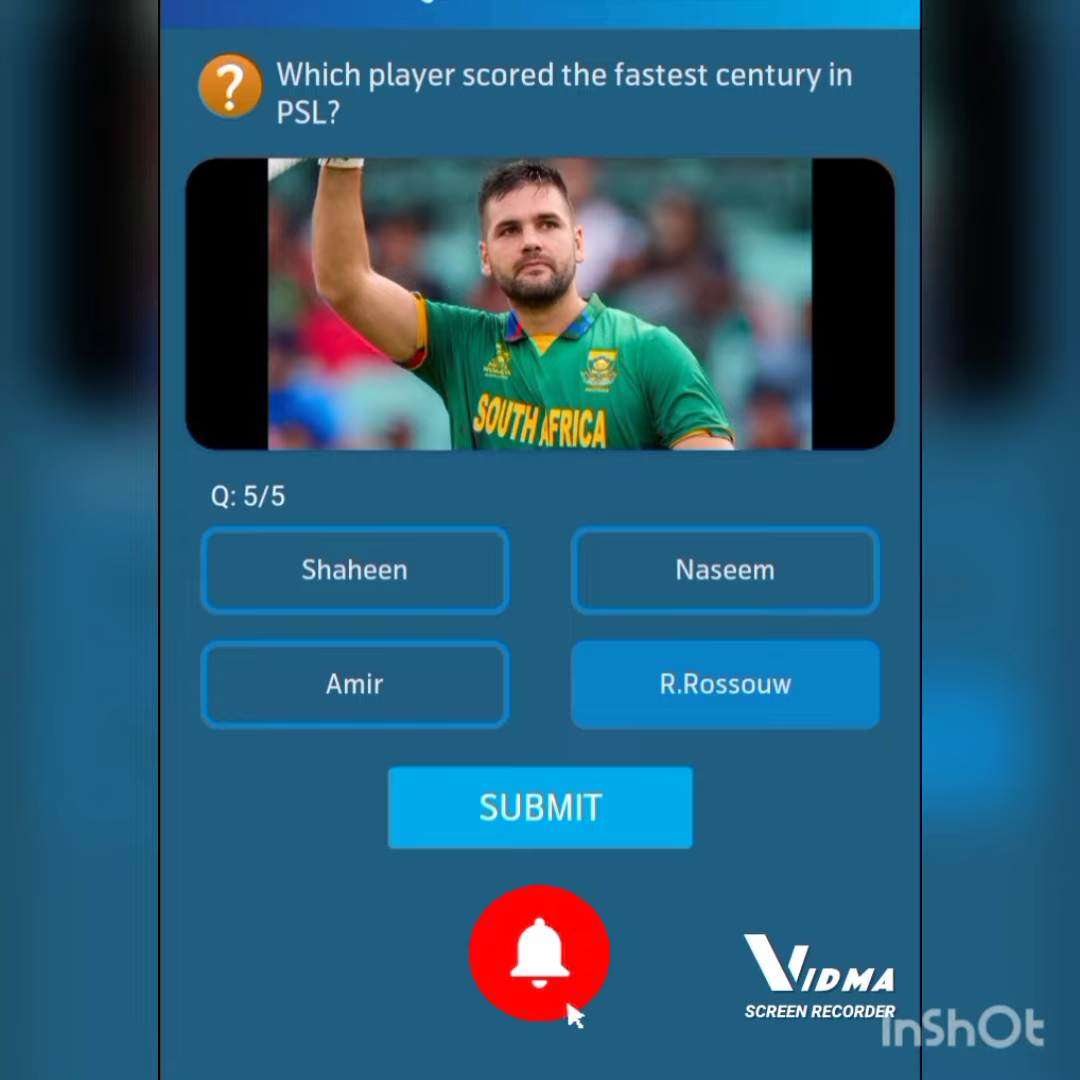 Which player scored the fastest century in
PSL?
SOUTH AFRICA
Q: 5/5
Shaheen
Naseem
Amir
R.Rossouw
SUBMIT
VIDMA
SCREEN RECORDER
InShOt